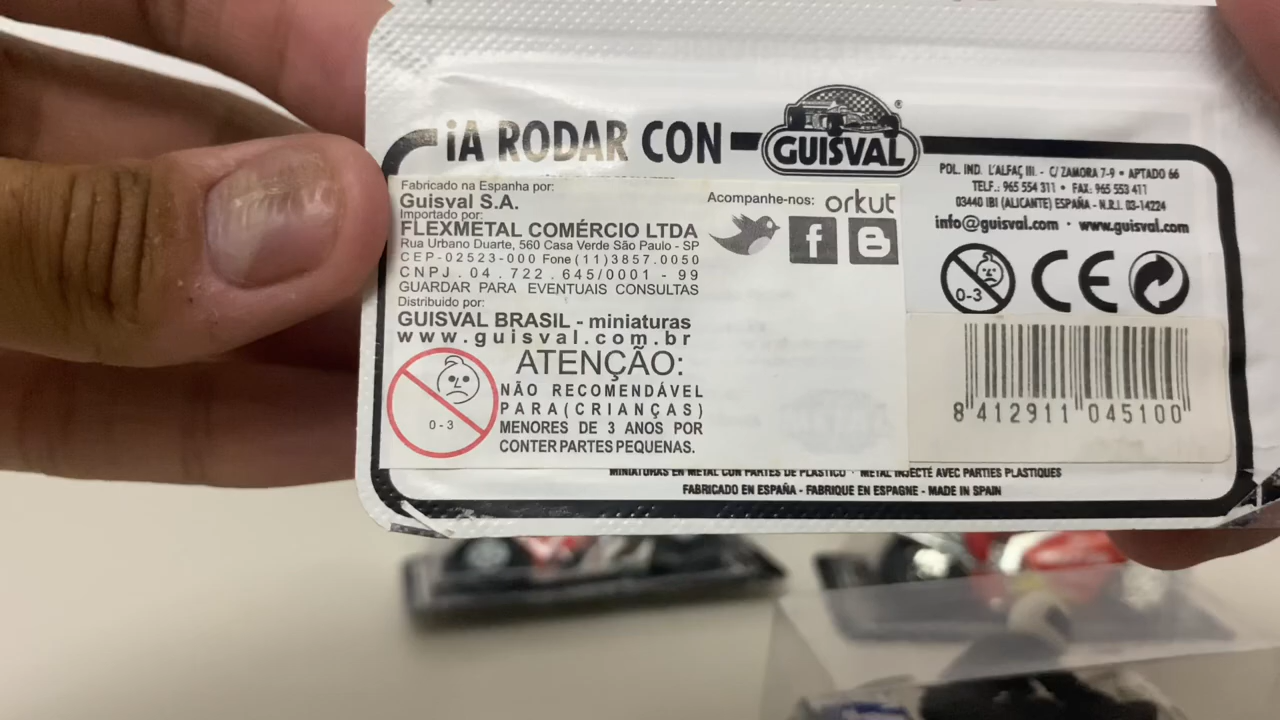 ¡A RODAR CON GUISVAL ®
Fabricado na Espanha por:
Guisval S.A.
Importado por:
FLEXMETAL COMÉRCIO LTDA
Rua Urbano Duarte, 560 Casa Verde São Paulo - SP
CEP-02523-000 Fone(11)3857.0050
CNPJ.04.722.645/0001-99
GUARDAR PARA EVENTUAIS CONSULTAS
Distribuido por:
GUISVAL BRASIL - miniaturas
www.guisval.com.br
ATENÇÃO:
NÃO RECOMENDÁVEL
PARA(CRIANÇAS)
MENORES DE 3 ANOS POR
CONTER PARTES PEQUENAS.
0-3
Acompanhe-nos: orkut
f B
POL. IND. L'ALFAÇ III. - C/ ZAMORA 7-9 • APTADO 66
TELF.: 965 554 311 • FAX: 965 553 411
03440 IBI (ALICANTE) ESPAÑA - N.R.I. 03-14224
info@guisval.com · www.guisval.com
0-3 CE
8 412911 045100
MINIATURAS EN METAL CON PARTES DE PLASTICO · METAL INJECTÉ AVEC PARTIES PLASTIQUES
FABRICADO EN ESPAÑA - FABRIQUE EN ESPAGNE - MADE IN SPAIN